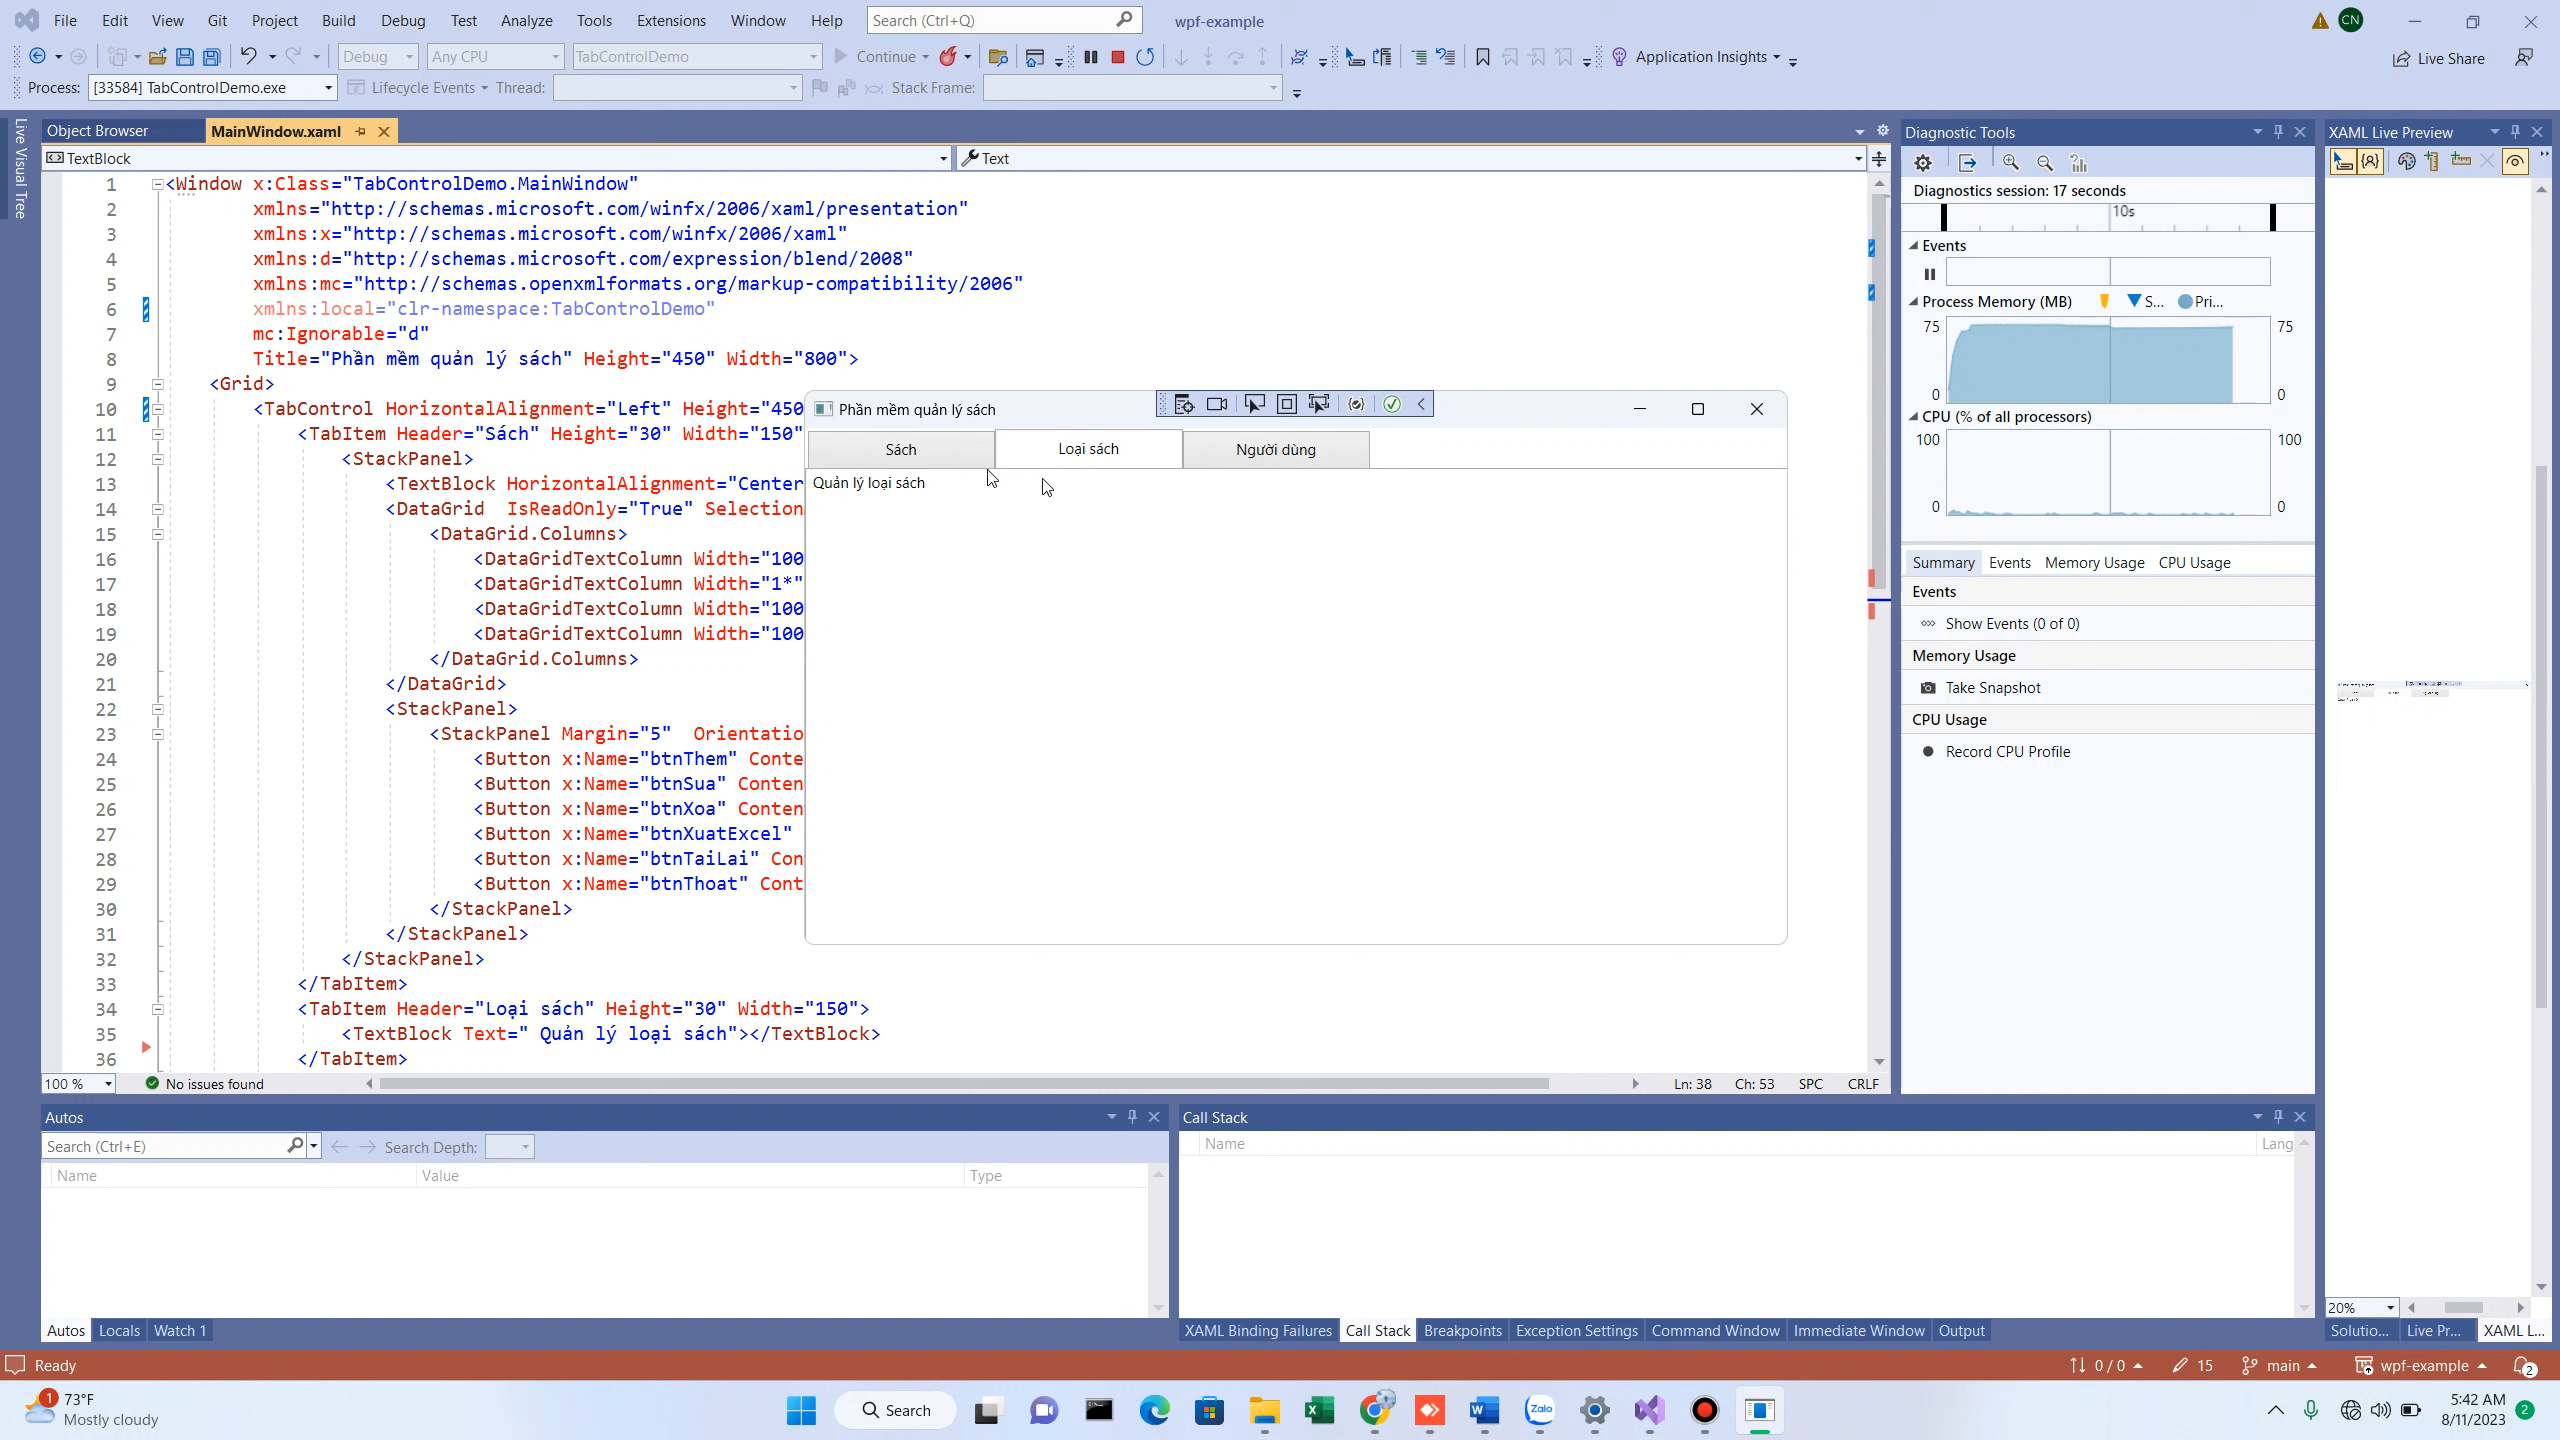 File Edit View Git Project Build Debug Test Analyze Tools Extensions Window Help Search (Ctrl+Q) wpf-example CN
Debug Any CPU TabControlDemo Continue Application Insights Live Share
Process: [33584] TabControlDemo.exe Lifecycle Events Thread: Stack Frame:
Live Visual Tree
Object Browser MainWindow.xaml
TextBlock Text
1 <Window x:Class="TabControlDemo.MainWindow"
2 xmlns="http://schemas.microsoft.com/winfx/2006/xaml/presentation"
3 xmlns:x="http://schemas.microsoft.com/winfx/2006/xaml"
4 xmlns:d="http://schemas.microsoft.com/expression/blend/2008"
5 xmlns:mc="http://schemas.openxmlformats.org/markup-compatibility/2006"
6 xmlns:local="clr-namespace:TabControlDemo"
7 mc:Ignorable="d"
8 Title="Phần mềm quản lý sách" Height="450" Width="800">
9 <Grid>
10 <TabControl HorizontalAlignment="Left" Height="450
11 <TabItem Header="Sách" Height="30" Width="150"
12 <StackPanel>
13 <TextBlock HorizontalAlignment="Center
14 <DataGrid IsReadOnly="True" Selection
15 <DataGrid.Columns>
16 <DataGridTextColumn Width="100
17 <DataGridTextColumn Width="1*"
18 <DataGridTextColumn Width="100
19 <DataGridTextColumn Width="100
20 </DataGrid.Columns>
21 </DataGrid>
22 <StackPanel>
23 <StackPanel Margin="5" Orientatio
24 <Button x:Name="btnThem" Conte
25 <Button x:Name="btnSua" Conten
26 <Button x:Name="btnXoa" Conten
27 <Button x:Name="btnXuatExcel"
28 <Button x:Name="btnTaiLai" Con
29 <Button x:Name="btnThoat" Cont
30 </StackPanel>
31 </StackPanel>
32 </StackPanel>
33 </TabItem>
34 <TabItem Header="Loại sách" Height="30" Width="150">
35 <TextBlock Text=" Quản lý loại sách"></TextBlock>
36 </TabItem>
Phần mềm quản lý sách
Sách Loại sách Người dùng
Quản lý loại sách
100 % No issues found Ln: 38 Ch: 53 SPC CRLF
Diagnostic Tools
Diagnostics session: 17 seconds
10s
Events
Process Memory (MB) S... Pri...
75 75
0 0
CPU (% of all processors)
100 100
0 0
Summary Events Memory Usage CPU Usage
Events
Show Events (0 of 0)
Memory Usage
Take Snapshot
CPU Usage
Record CPU Profile
XAML Live Preview
20%
Solutio... Live Pr... XAML L...
Autos
Search (Ctrl+E) Search Depth:
Name Value Type
Autos Locals Watch 1
Call Stack
Name Lang
XAML Binding Failures Call Stack Breakpoints Exception Settings Command Window Immediate Window Output
Ready 0 / 0 15 main wpf-example 2
1 73°F
Mostly cloudy
Search
Zalo
5:42 AM
8/11/2023
2